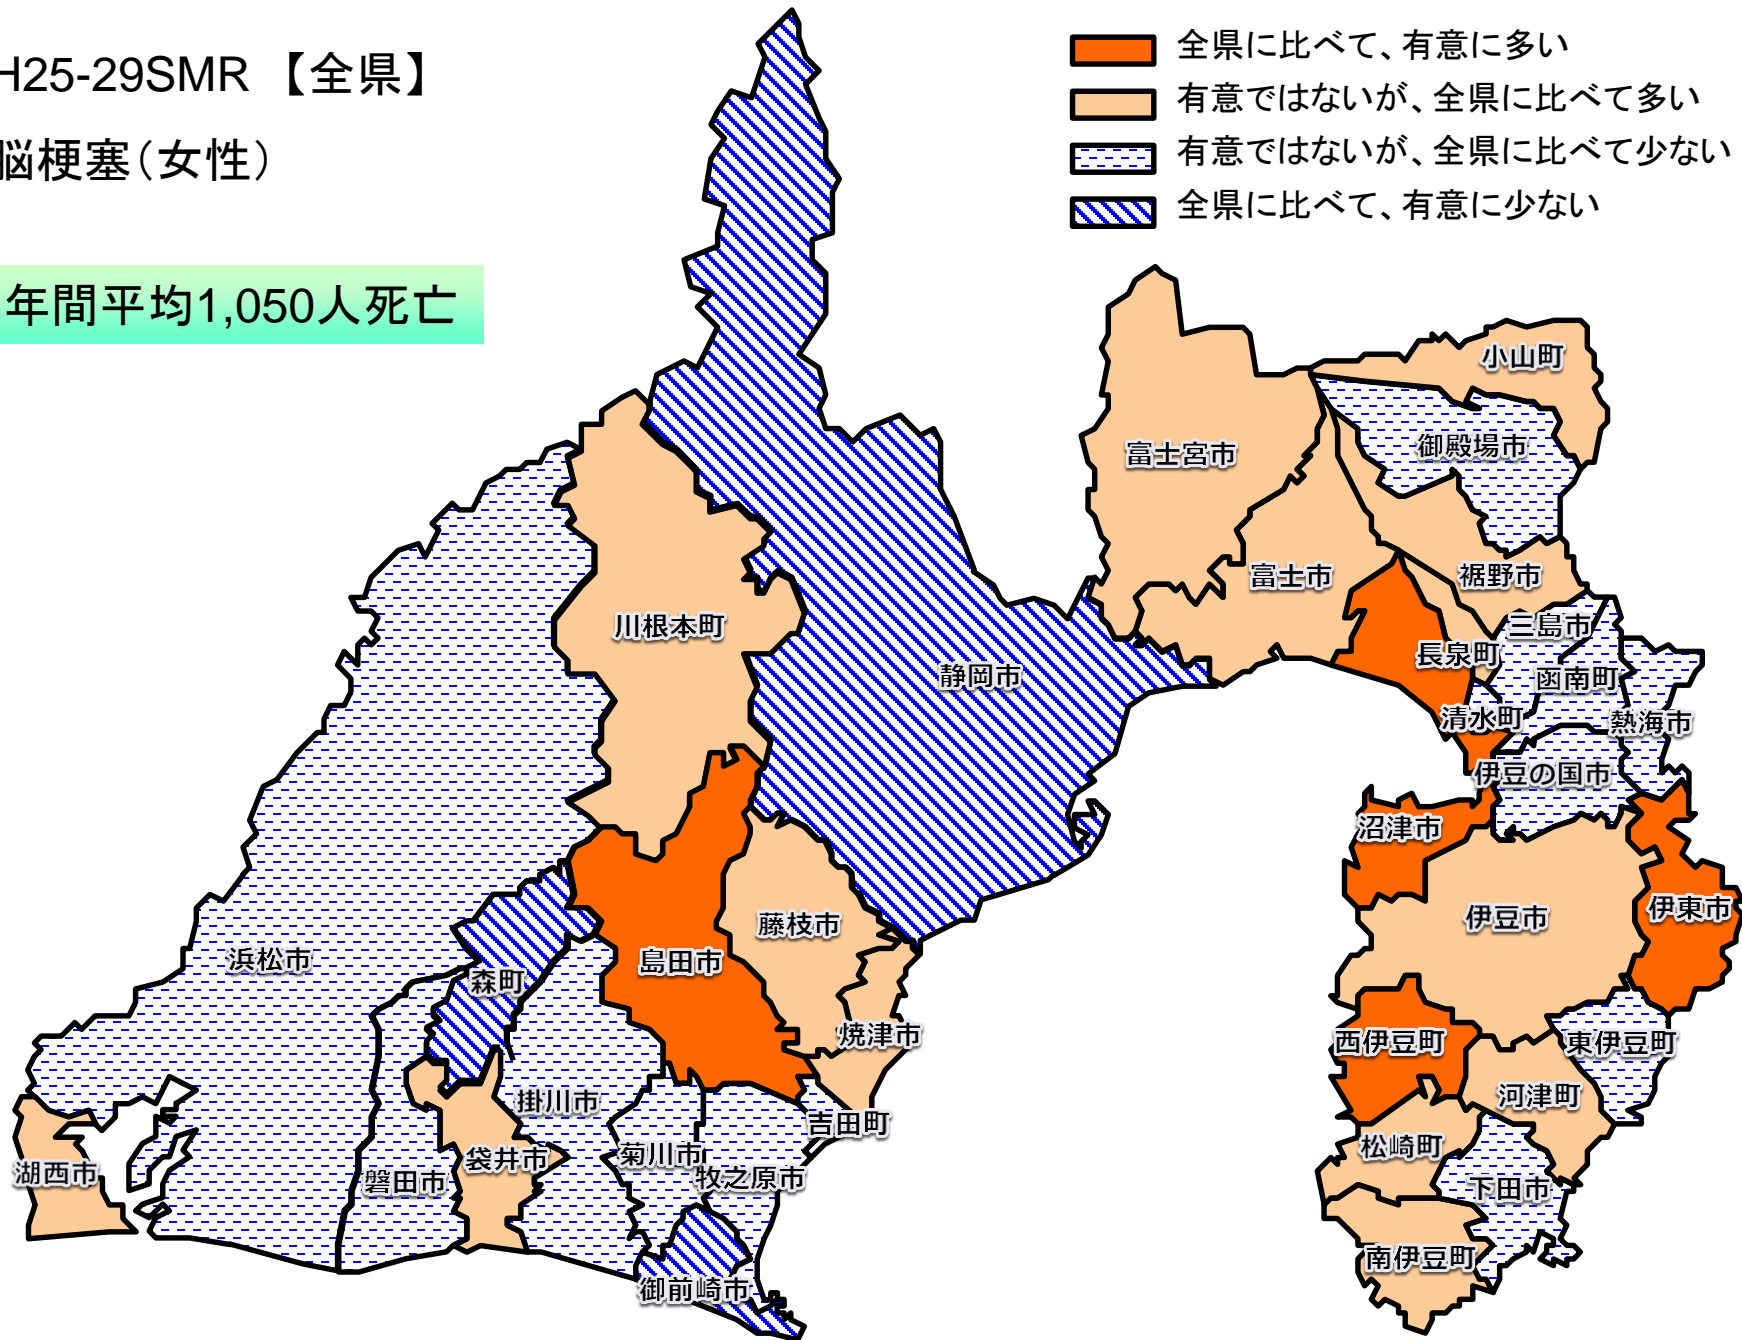 H25-29SMR 【全県】
脳梗塞(女性)
年間平均1,050人死亡
全県に比べて、有意に多い
有意ではないが、全県に比べて多い
有意ではないが、全県に比べて少ない
全県に比べて、有意に少ない
小山町
御殿場市
富士宮市
富士市
裾野市
川根本町
三島市
長泉町
静岡市
函南町
清水町
熱海市
伊豆の国市
沼津市
伊東市
伊豆市
藤枝市
島田市
浜松市
森町
焼津市
西伊豆町
東伊豆町
河津町
掛川市
吉田町
菊川市
松崎町
袋井市
湖西市
磐田市
牧之原市
下田市
南伊豆町
御前崎市